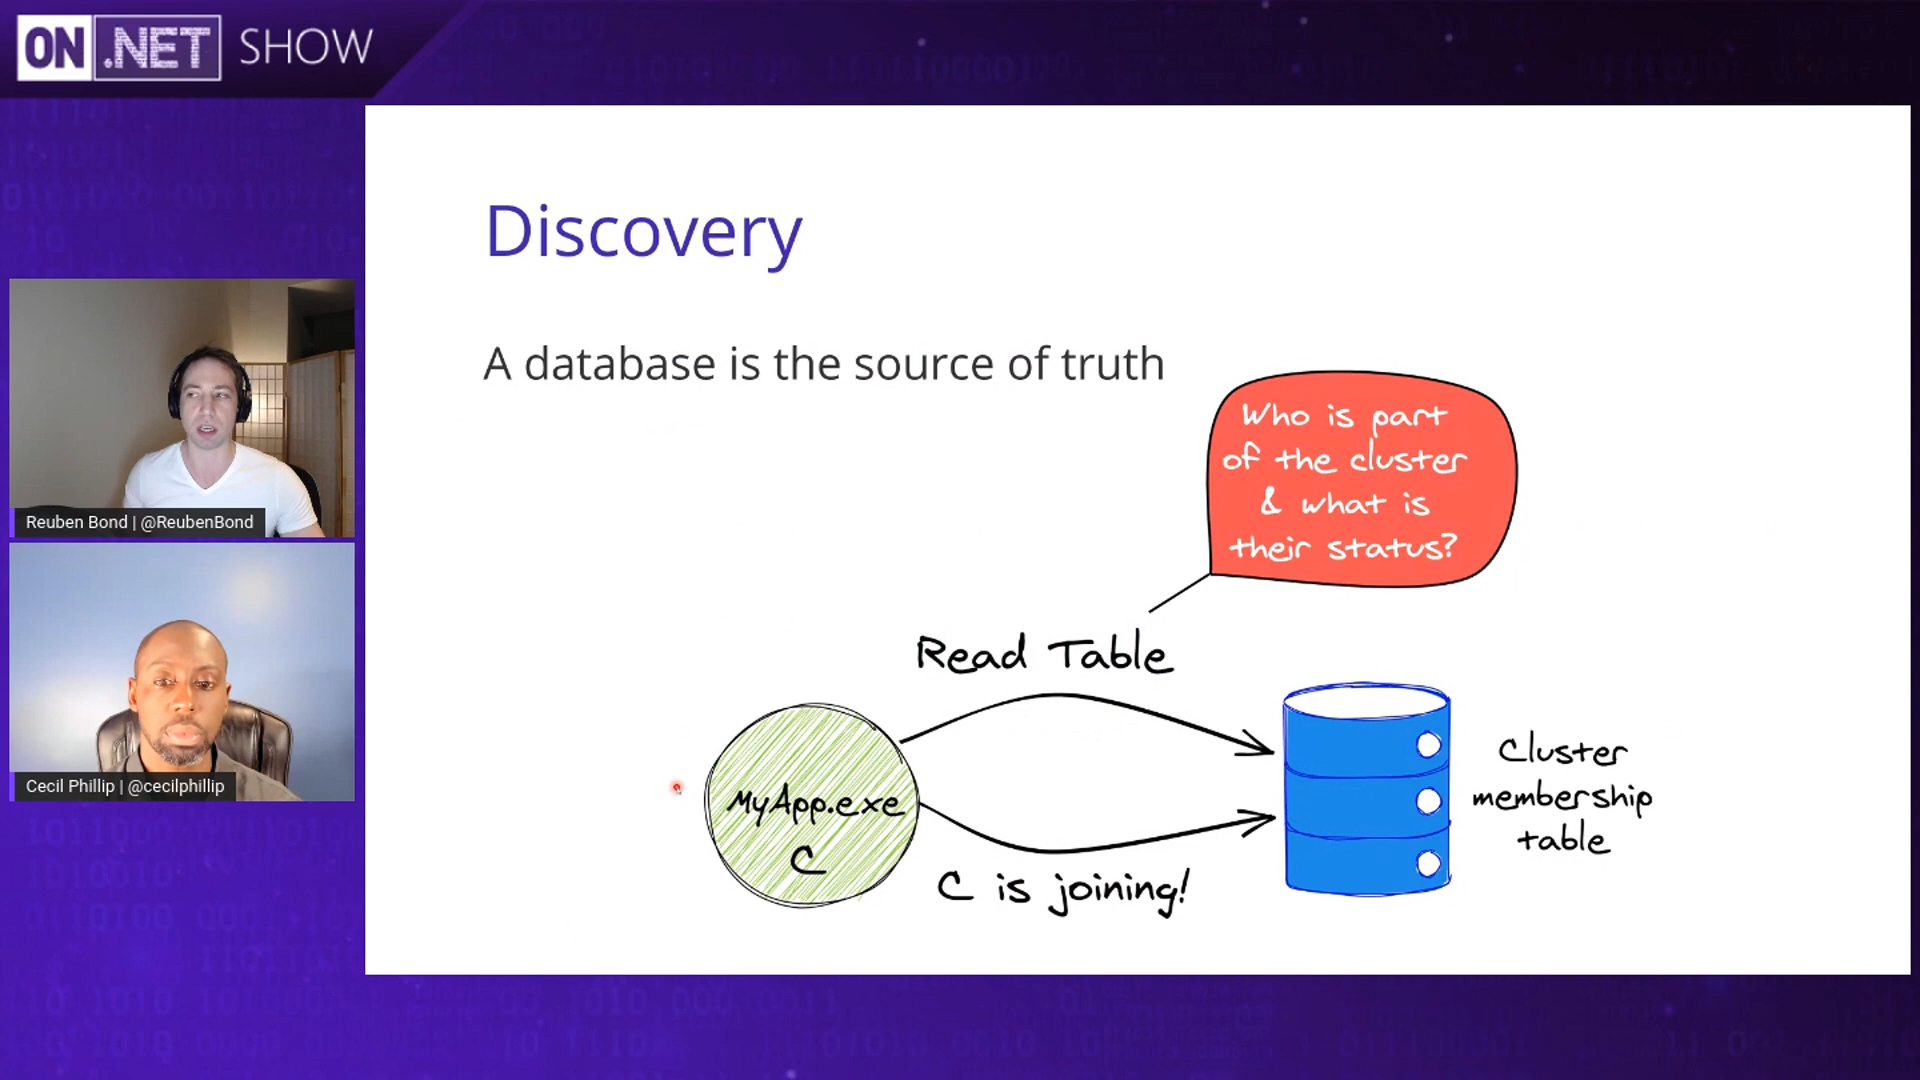 ON .NET SHOW
Discovery
A database is the source of truth
Who is part
of the cluster
& what is
their status?
Read Table
MyApp.exe
C
C is joining!
Cluster
membership
table
Reuben Bond | @ReubenBond
Cecil Phillip | @cecilphillip